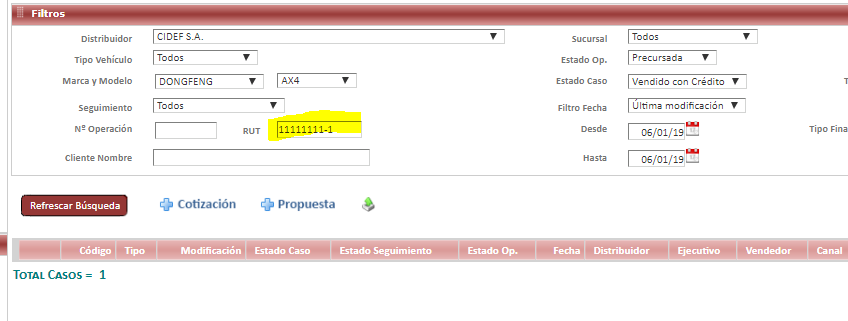 Filtros
Distribuidor CIDEF S.A. Sucursal Todos
Tipo Vehículo Todos Estado Op. Precursada
Marca y Modelo DONGFENG AX4 Estado Caso Vendido con Crédito
Seguimiento Todos Filtro Fecha Última modificación
Nº Operación RUT 11111111-1 Desde 06/01/19 Tipo Fina
Cliente Nombre Hasta 06/01/19
Refrescar Búsqueda Cotización Propuesta
Código Tipo Modificación Estado Caso Estado Seguimiento Estado Op. Fecha Distribuidor Ejecutivo Vendedor Canal
Total Casos = 1